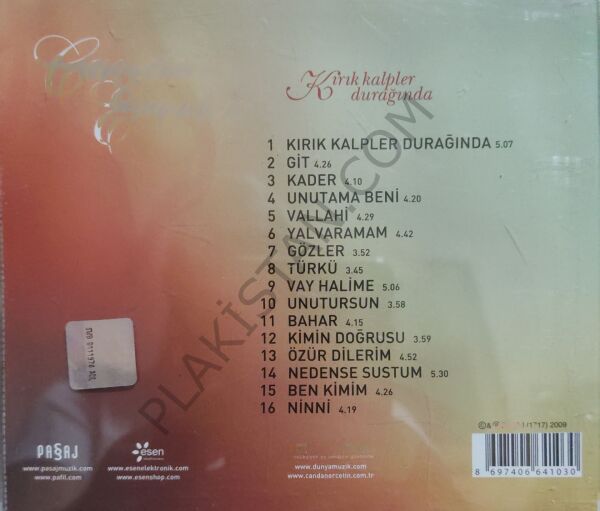 Kırık kalpler
durağında
1 KIRIK KALPLER DURAĞINDA 5.07
2 GİT 4.26
3 KADER 4.10
4 UNUTAMA BENİ 4.20
5 VALLAHİ 4.29
6 YALVARAMAM 4.42
7 GÖZLER 3.52
8 TÜRKÜ 3.45
9 VAY HALİME 5.06
10 UNUTURSUN 3.58
11 BAHAR 4.15
12 KİMİN DOĞRUSU 3.59
13 ÖZÜR DİLERİM 4.52
14 NEDENSE SUSTUM 5.30
15 BEN KİMİM 4.26
16 NİNNİ 4.19
PLAKİSTAN.COM
PASAJ
www.pasajmuzik.com
www.pafil.com
esen
www.esenelektronik.com
www.esenshop.com
www.dunyamuzik.com
www.candanercetin.com.tr
2009
8 697406 641030